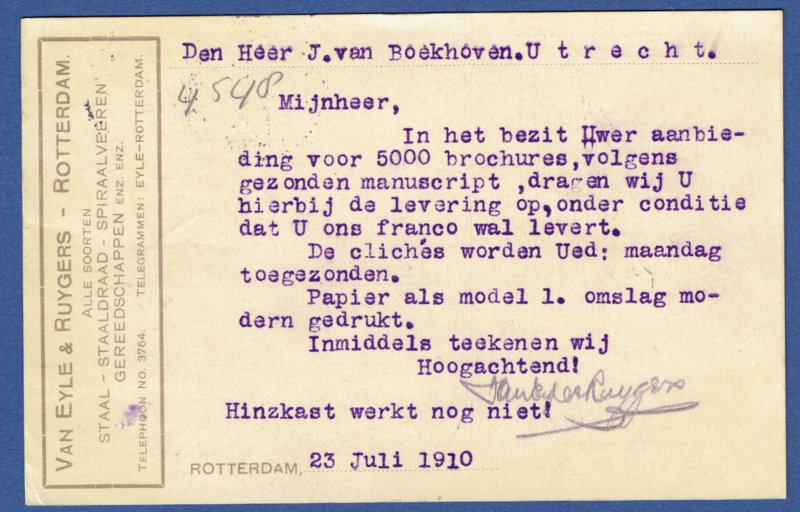 VAN EYLE & RUYGERS - ROTTERDAM.
ALLE SOORTEN
STAAL - STAALDRAAD - SPIRAALVEEREN
GEREEDSCHAPPEN ENZ. ENZ.
TELEPHOON NO. 3764. TELEGRAMMEN: EYLE-ROTTERDAM.
Den Heer J.van Boekhoven.U t r e c h t.
4548
Mijnheer,
In het bezit Uwer aanbie-
ding voor 5000 brochures,volgens
gezonden manuscript ,dragen wij U
hierbij de levering op,onder conditie
dat U ons franco wal levert.
De clichés worden Ued: maandag
toegezonden.
Papier als model 1. omslag mo-
dern gedrukt.
Inmiddels teekenen wij
Hoogachtend!
Hinzkast werkt nog niet!
ROTTERDAM, 23 Juli 1910